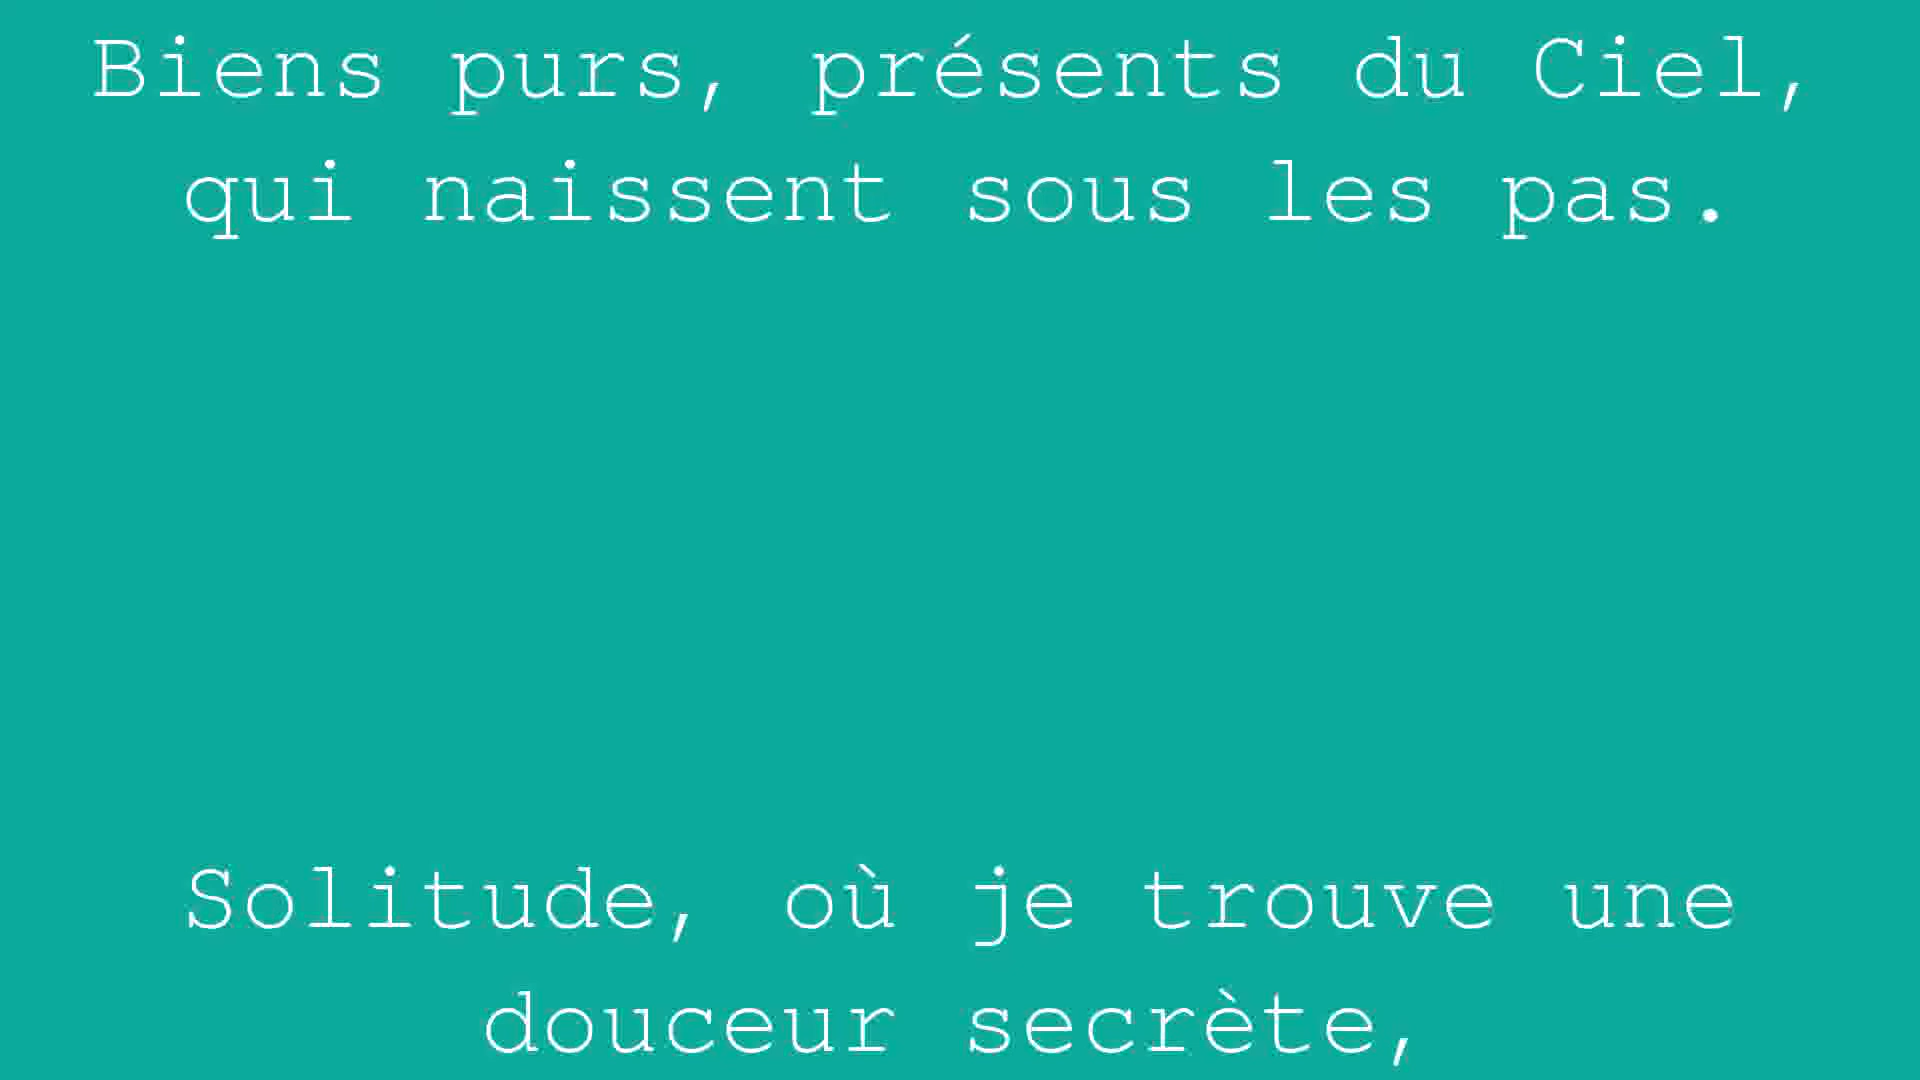 Biens purs, présents du Ciel,
qui naissent sous les pas.
Solitude, où je trouve une
douceur secrète,